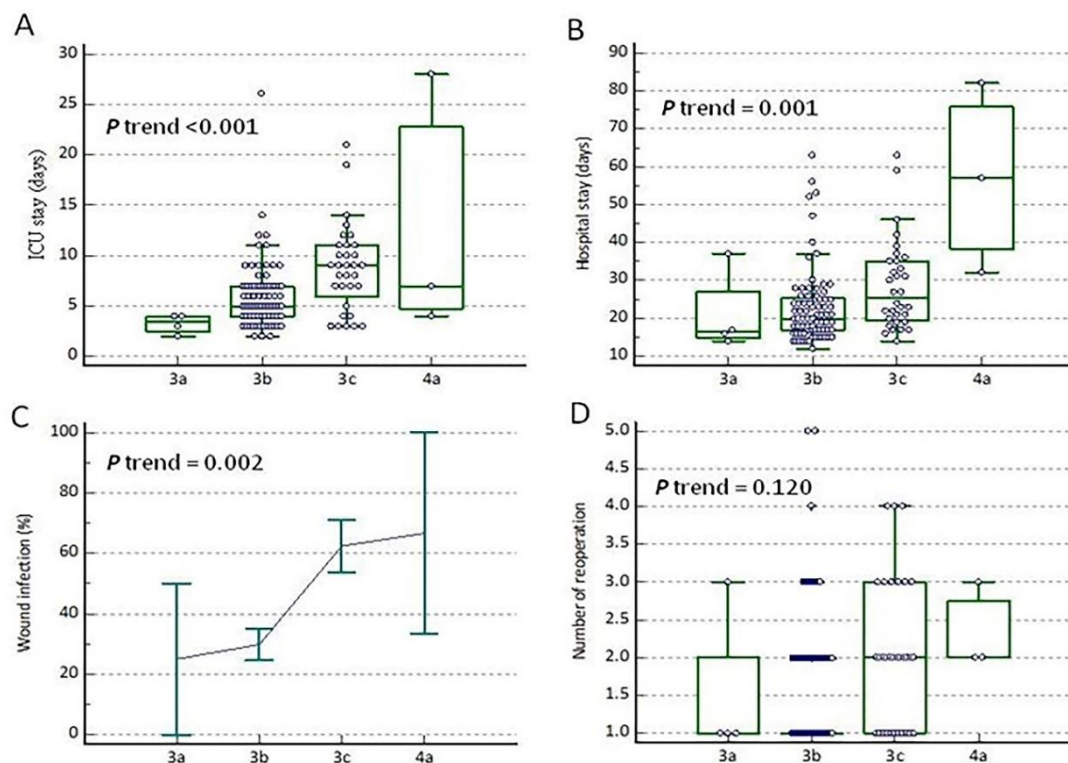 A
30
25
20
15
10
5
0
ICU stay (days)
P trend <0.001
3a 3b 3c 4a
B
90
80
70
60
50
40
30
20
10
Hospital stay (days)
P trend = 0.001
3a 3b 3c 4a
C
100
80
60
40
20
0
Wound infection (%)
P trend = 0.002
3a 3b 3c 4a
D
5.0
4.5
4.0
3.5
3.0
2.5
2.0
1.5
1.0
Number of reoperation
P trend = 0.120
3a 3b 3c 4a